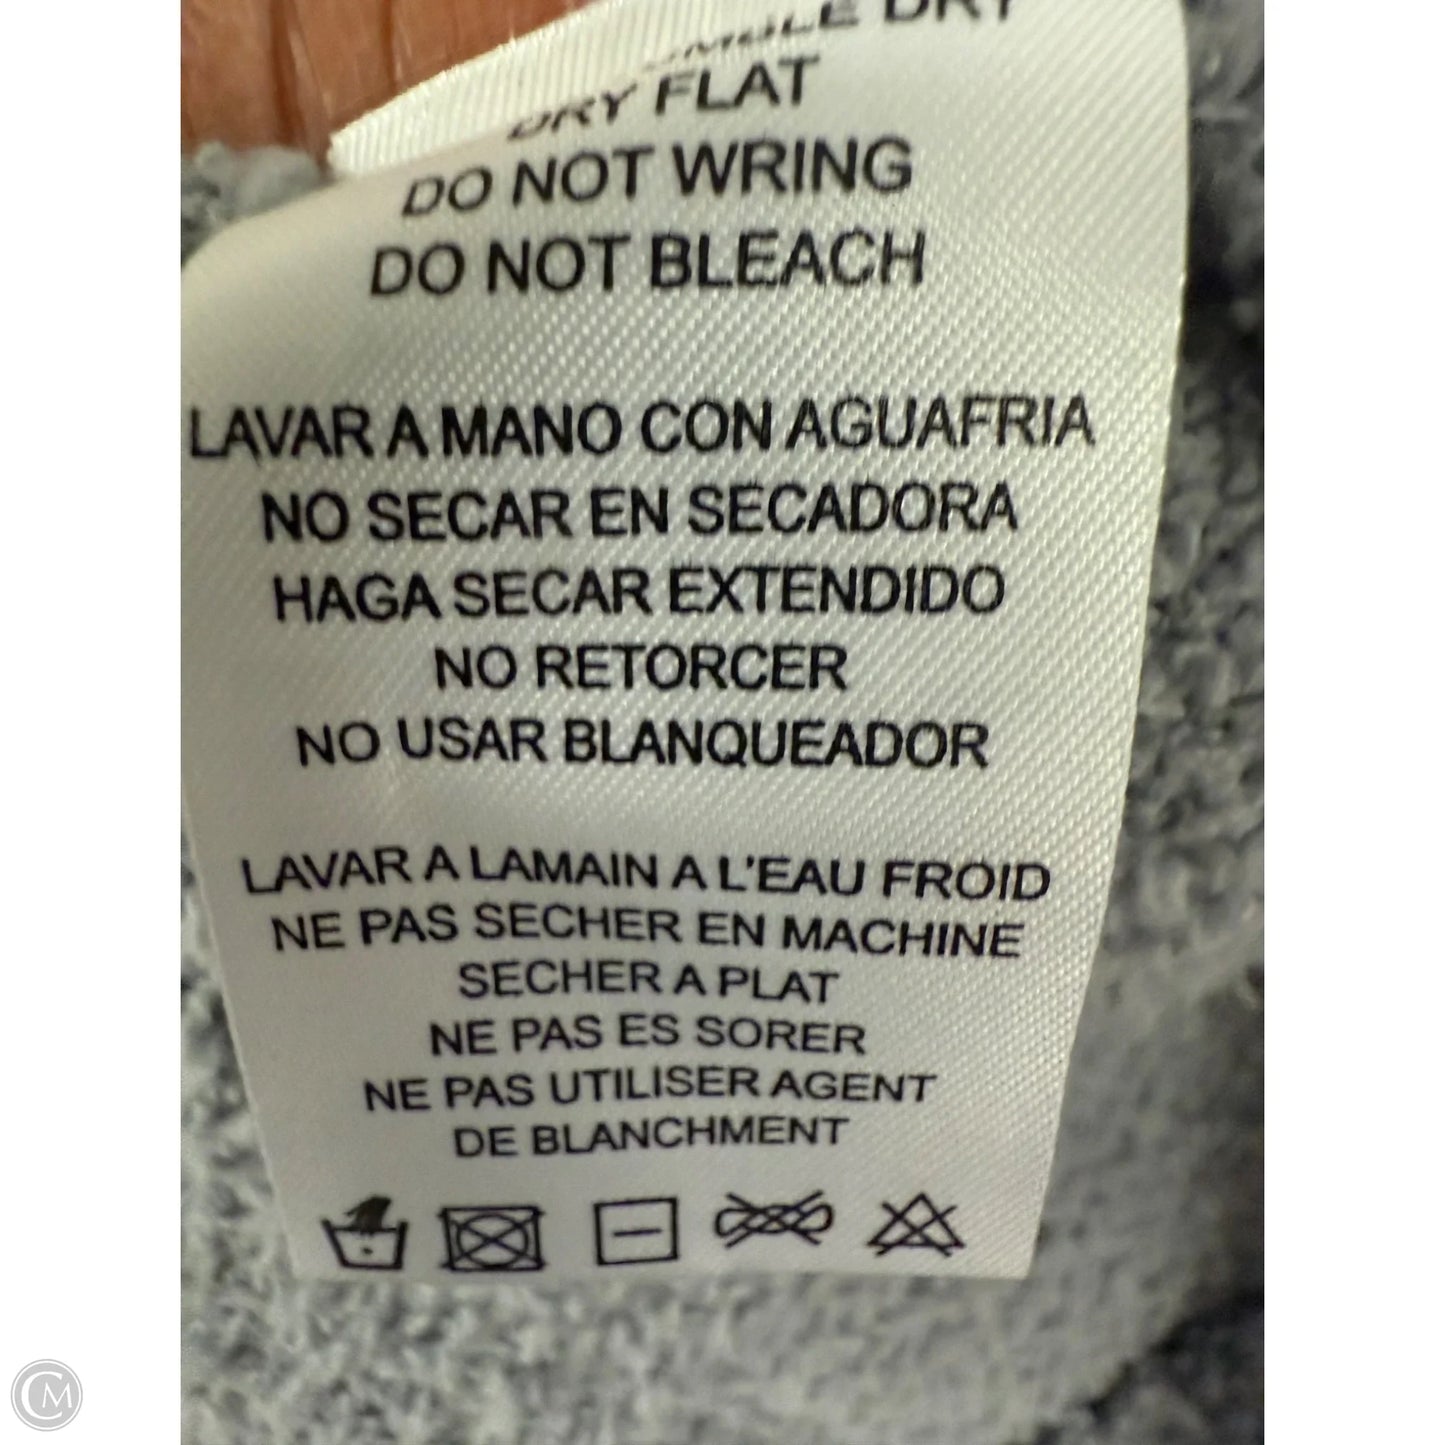 DRY
DRY FLAT
DO NOT WRING
DO NOT BLEACH
LAVAR A MANO CON AGUAFRIA
NO SECAR EN SECADORA
HAGA SECAR EXTENDIDO
NO RETORCER
NO USAR BLANQUEADOR
LAVAR A LAMAIN A L'EAU FROID
NE PAS SECHER EN MACHINE
SECHER A PLAT
NE PAS ES SORER
NE PAS UTILISER AGENT
DE BLANCHMENT
CM